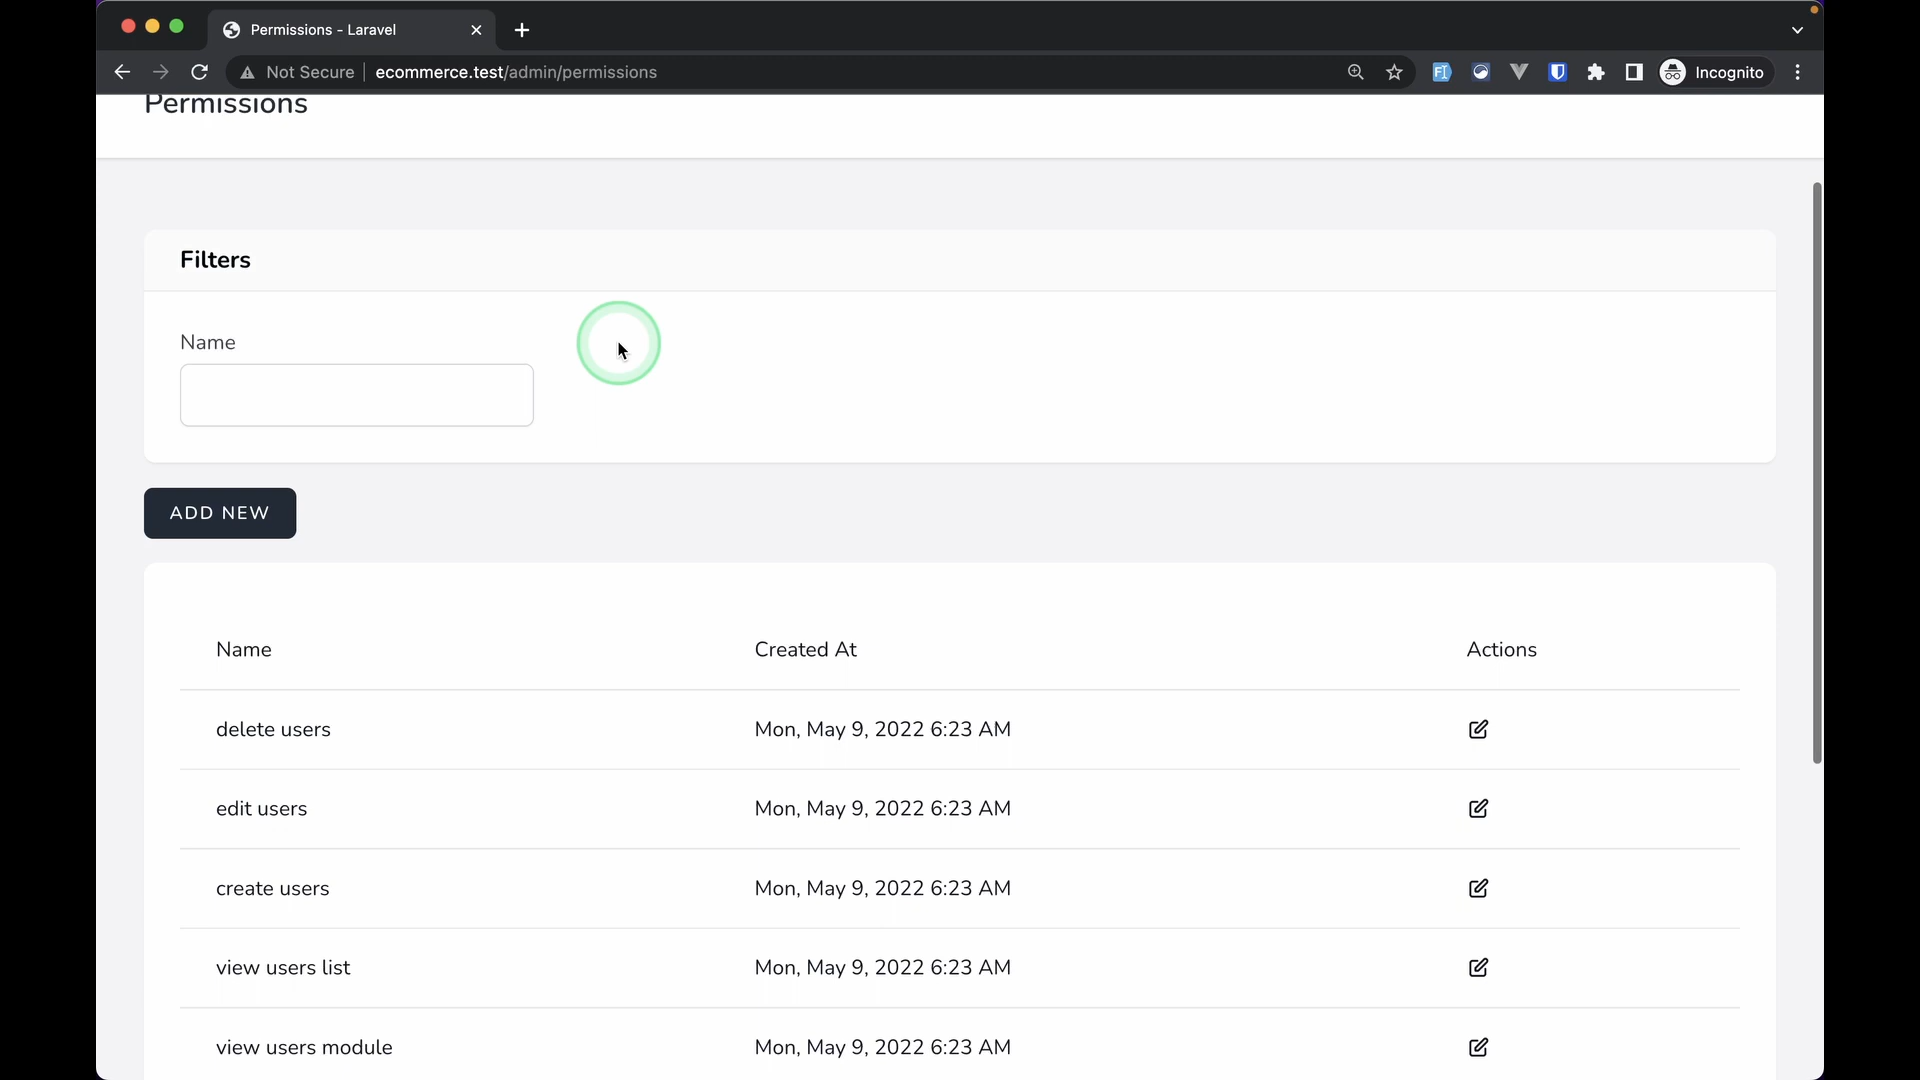 Permissions - Laravel
Not Secure ecommerce.test/admin/permissions Incognito
Permissions
Filters
Name
ADD NEW
Name Created At Actions
delete users Mon, May 9, 2022 6:23 AM
edit users Mon, May 9, 2022 6:23 AM
create users Mon, May 9, 2022 6:23 AM
view users list Mon, May 9, 2022 6:23 AM
view users module Mon, May 9, 2022 6:23 AM